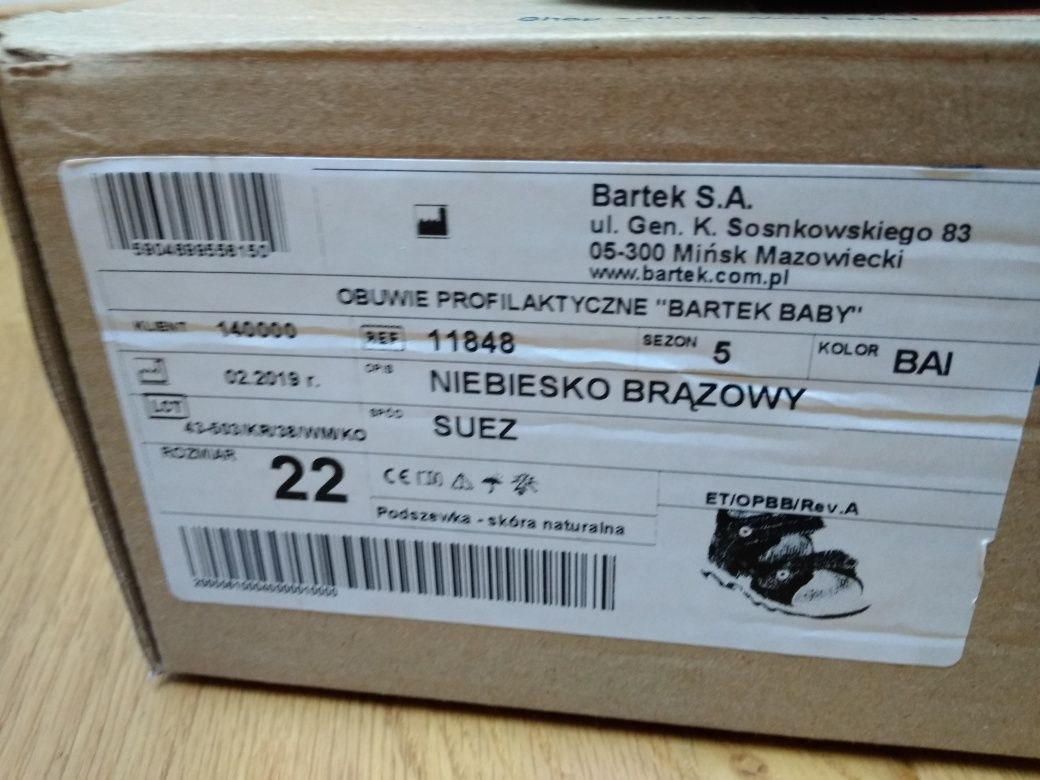 Bartek S.A.
ul. Gen. K. Sosnkowskiego 83
05-300 Mińsk Mazowiecki
www.bartek.com.pl
5904699558150
OBUWIE PROFILAKTYCZNE "BARTEK BABY"
KLIENT 140000 REF 11848 SEZON 5 KOLOR BAI
02.2019 r. OPIS NIEBIESKO BRĄZOWY
LOT 43-503/KR/38/WM/KO SPÓD SUEZ
ROZMIAR 22 CE
Podszewka - skóra naturalna
ET/OPBB/Rev.A